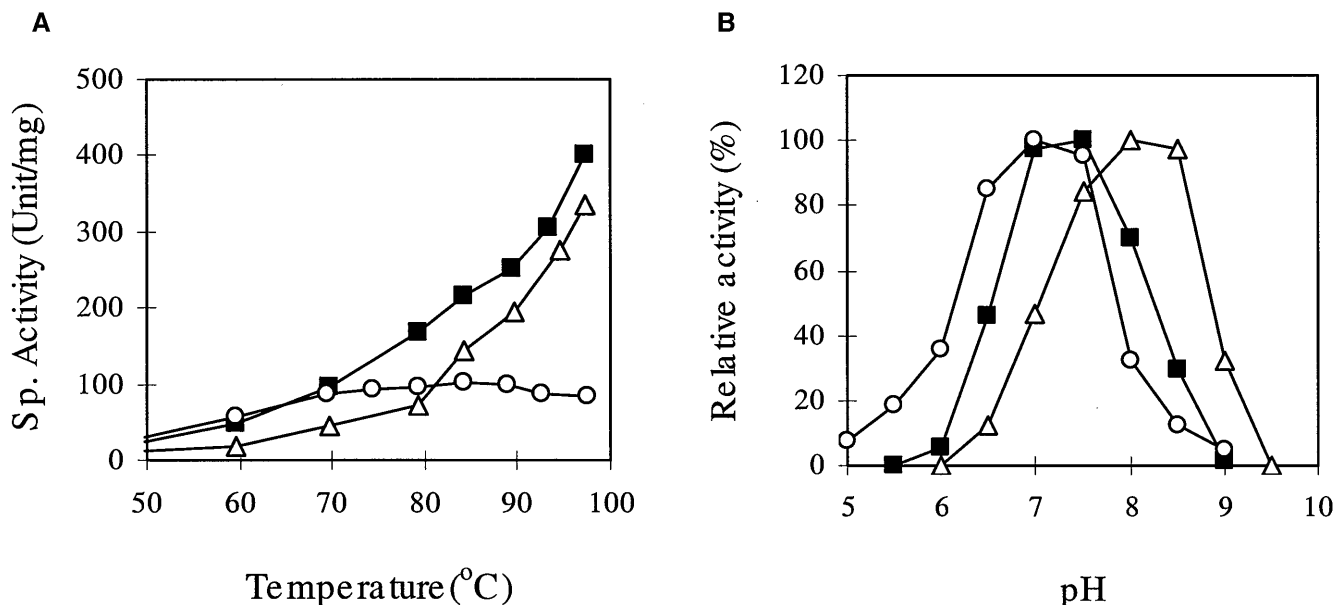 A
Sp. Activity (Unit/mg)
500
400
300
200
100
0
50 60 70 80 90 100
Temperature (°C)
B
Relative activity (%)
120
100
80
60
40
20
0
5 6 7 8 9 10
pH